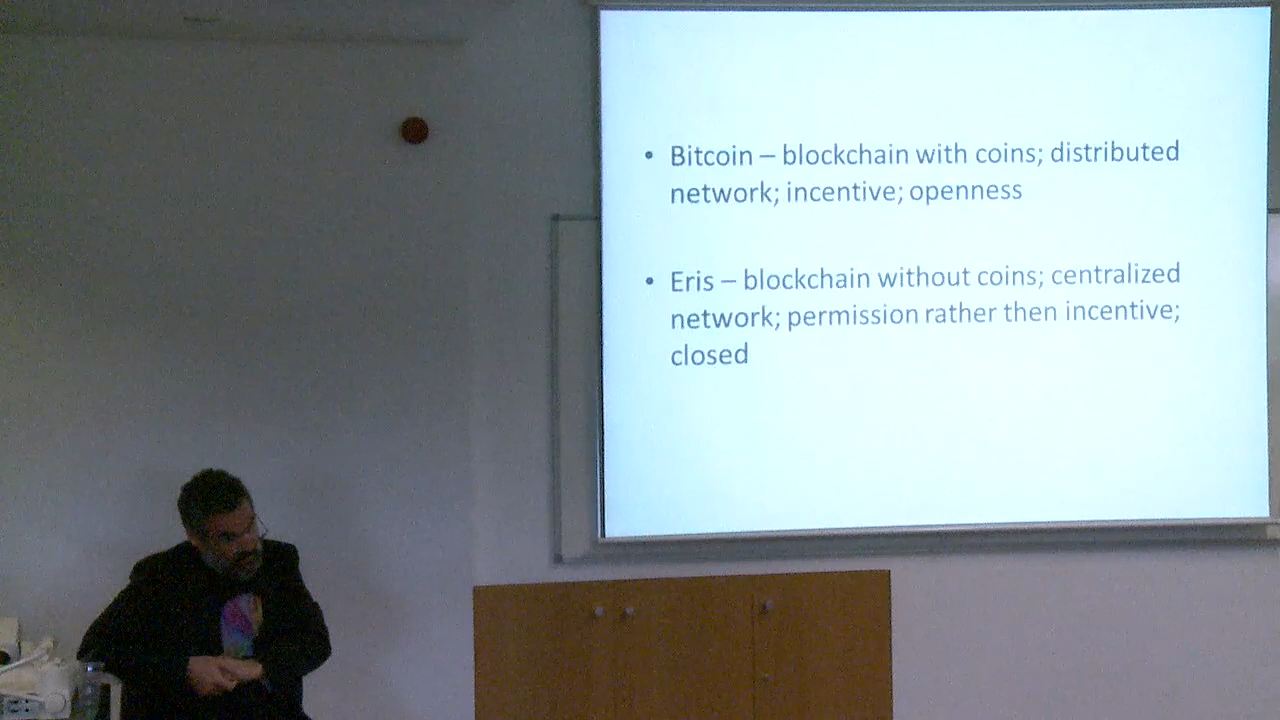 • Bitcoin – blockchain with coins; distributed
network; incentive; openness
• Eris – blockchain without coins; centralized
network; permission rather then incentive;
closed